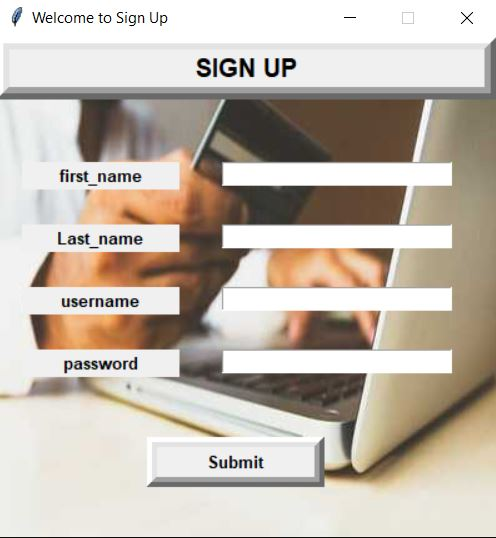 Welcome to Sign Up
SIGN UP
first_name
Last_name
username
password
Submit